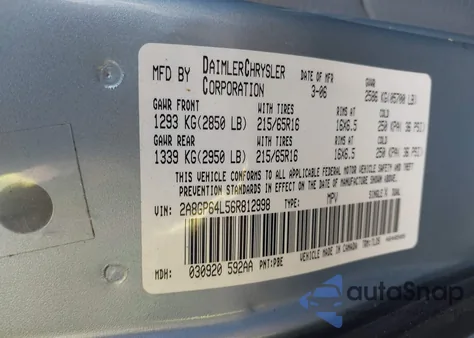 MFD BY DAIMLERCHRYSLER CORPORATION DATE OF MFR 3-06 GVWR 2586 KG(05700 LB)
GAWR FRONT WITH TIRES RIMS AT COLD
1293 KG(2850 LB) 215/65R16 16X6.5 250 KPA( 36 PSI)
GAWR REAR WITH TIRES RIMS AT COLD
1339 KG(2950 LB) 215/65R16 16X6.5 250 KPA( 36 PSI)
THIS VEHICLE CONFORMS TO ALL APPLICABLE FEDERAL MOTOR VEHICLE SAFETY AND THEFT
PREVENTION STANDARDS IN EFFECT ON THE DATE OF MANUFACTURE SHOWN ABOVE.
VIN: 2A8GP64L56R812998 TYPE: MPV SINGLE X DUAL
VEHICLE MADE IN CANADA
MDH: 030920 592AA PNT:PBE
autoSnap